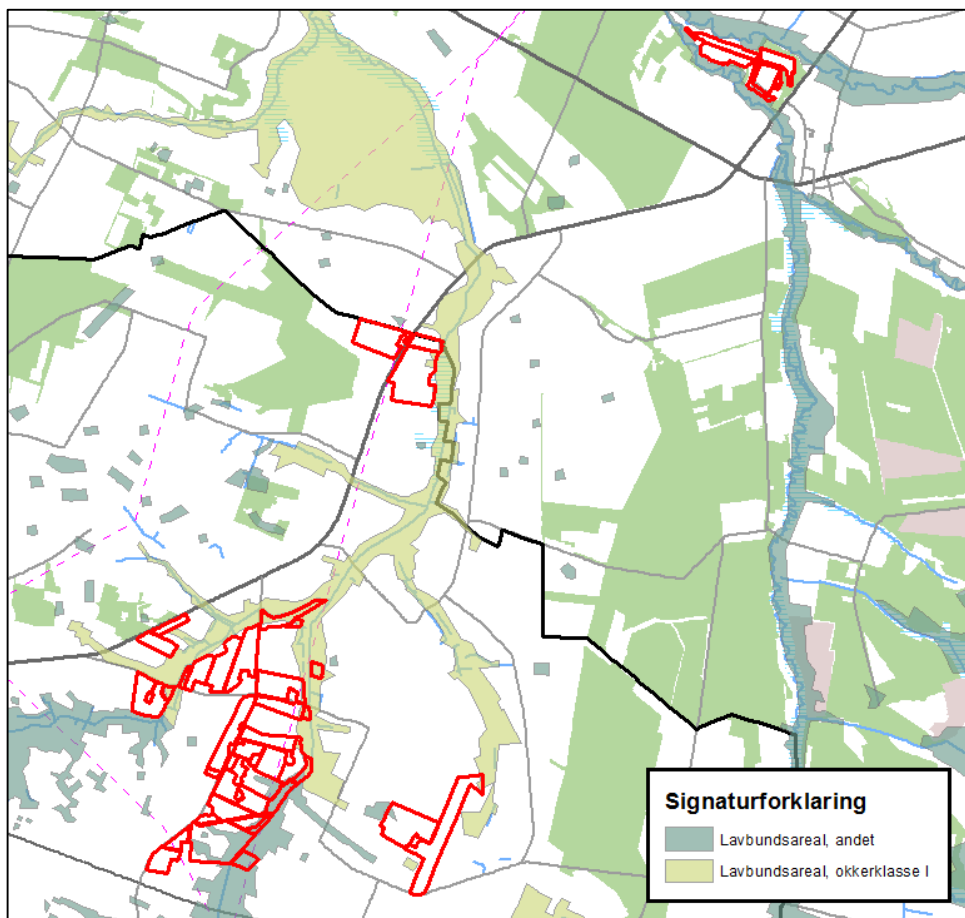 Signaturforklaring
Lavbundsareal, andet
Lavbundsareal, okkerklasse I